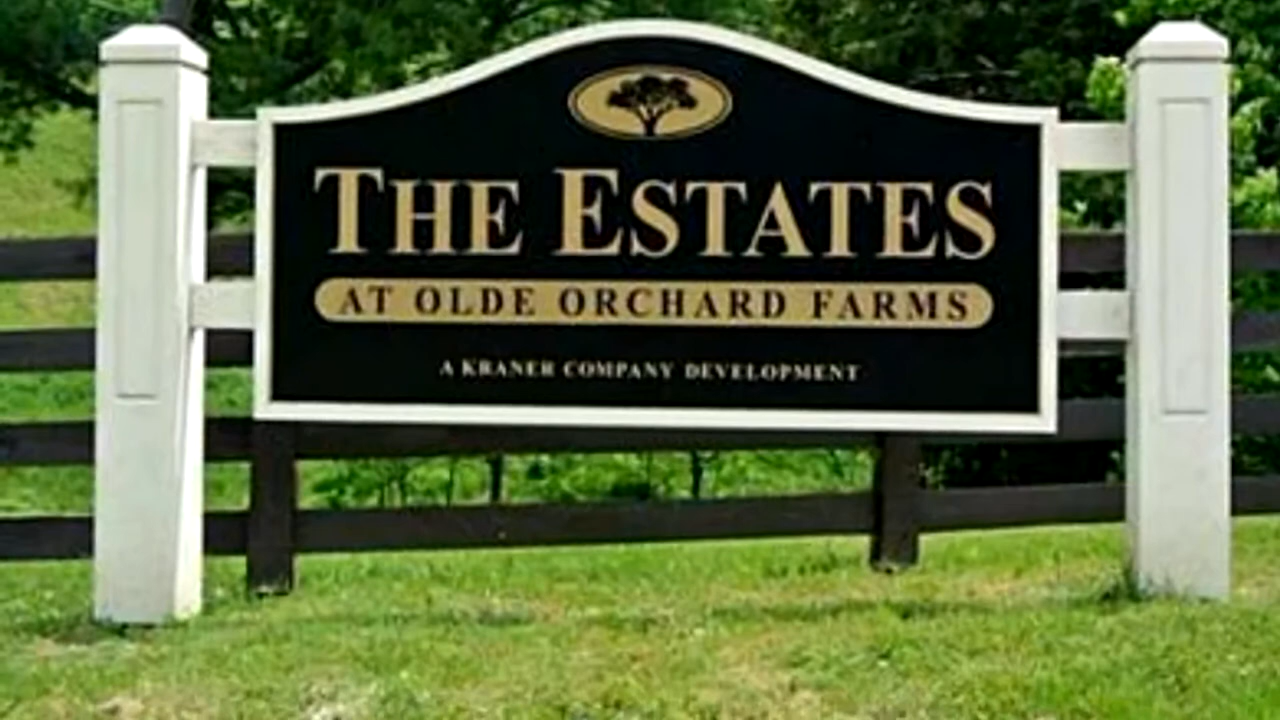 THE ESTATES
AT OLDE ORCHARD FARMS
A KRANER COMPANY DEVELOPMENT